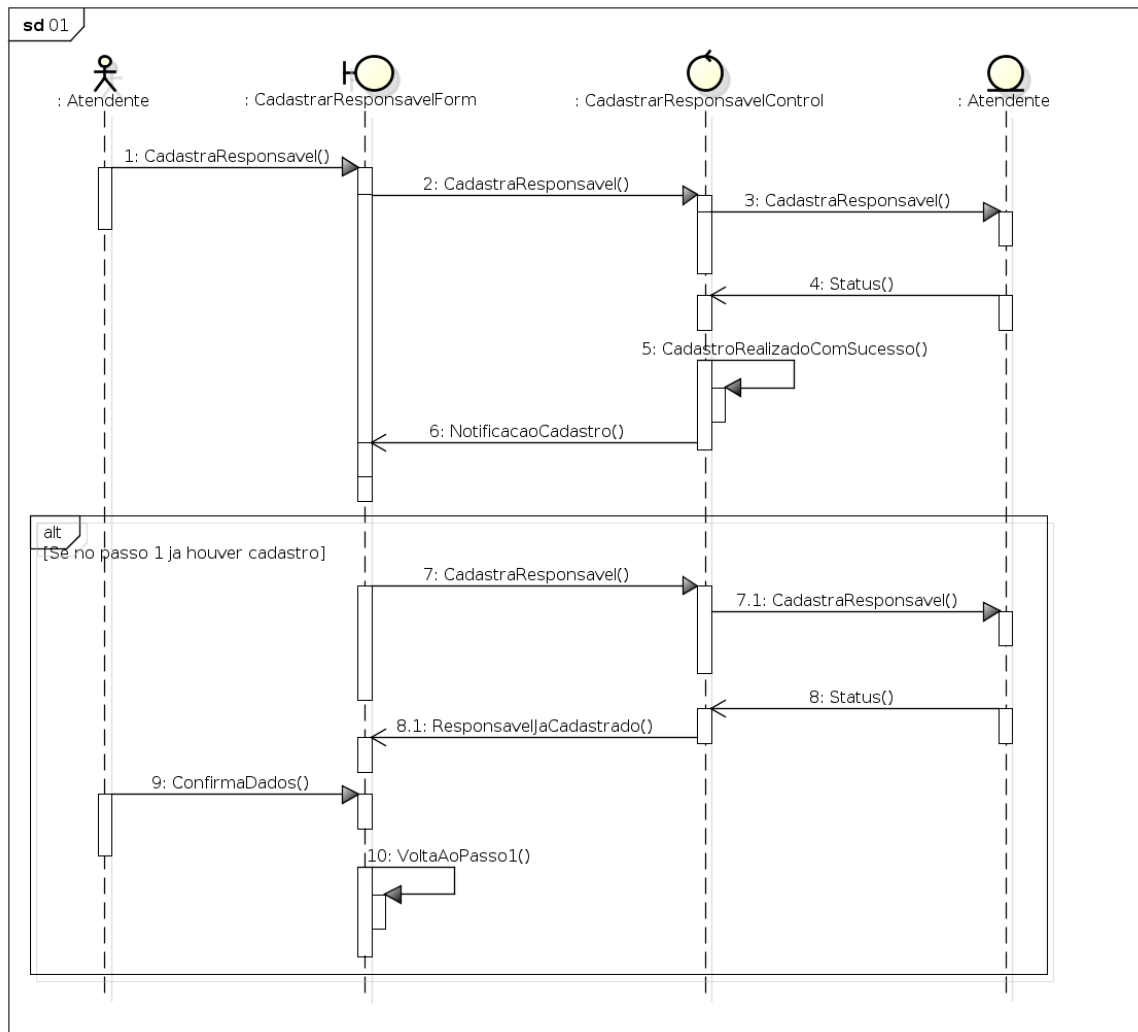 sd 01
: Atendente
: CadastrarResponsavelForm
: CadastrarResponsavelControl
: Atendente
1: CadastraResponsavel()
2: CadastraResponsavel()
3: CadastraResponsavel()
4: Status()
5: CadastroRealizadoComSucesso()
6: NotificacaoCadastro()
alt
[Se no passo 1 ja houver cadastro]
7: CadastraResponsavel()
7.1: CadastraResponsavel()
8: Status()
8.1: ResponsavelJaCadastrado()
9: ConfirmaDados()
10: VoltaAoPasso1()